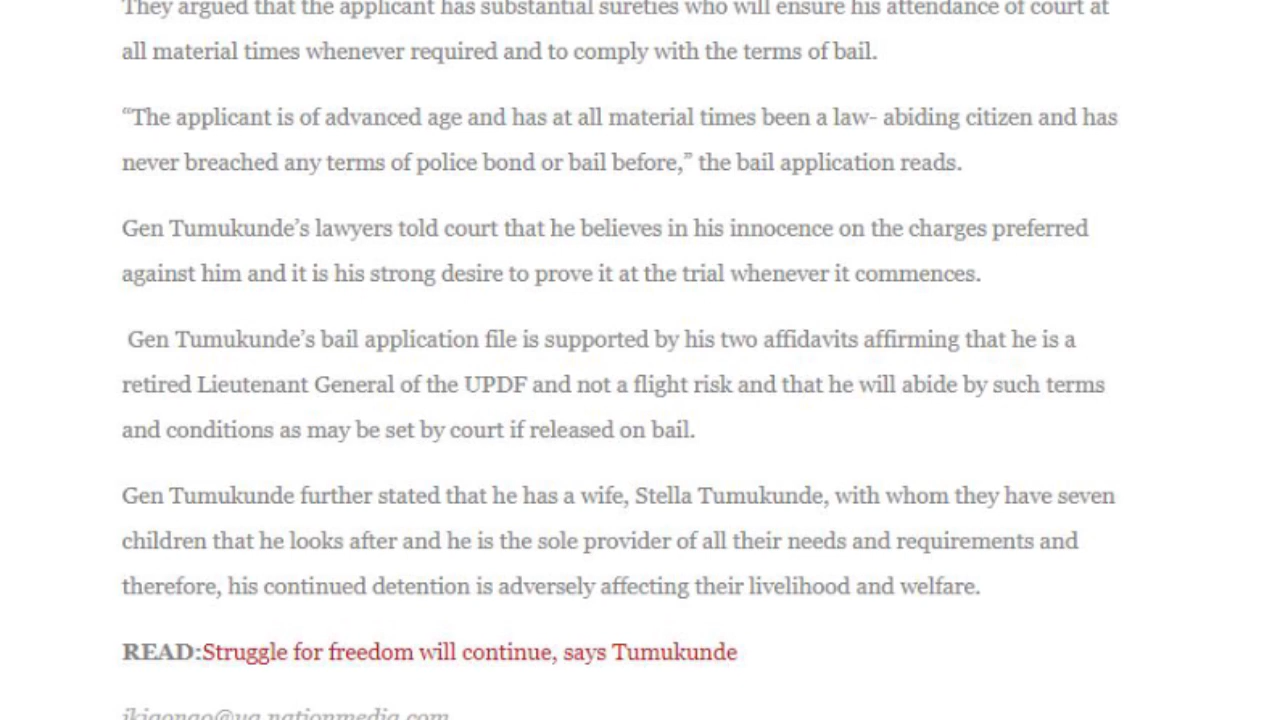 They argued that the applicant has substantial sureties who will ensure his attendance of court at
all material times whenever required and to comply with the terms of bail.
“The applicant is of advanced age and has at all material times been a law- abiding citizen and has
never breached any terms of police bond or bail before,” the bail application reads.
Gen Tumukunde’s lawyers told court that he believes in his innocence on the charges preferred
against him and it is his strong desire to prove it at the trial whenever it commences.
Gen Tumukunde’s bail application file is supported by his two affidavits affirming that he is a
retired Lieutenant General of the UPDF and not a flight risk and that he will abide by such terms
and conditions as may be set by court if released on bail.
Gen Tumukunde further stated that he has a wife, Stella Tumukunde, with whom they have seven
children that he looks after and he is the sole provider of all their needs and requirements and
therefore, his continued detention is adversely affecting their livelihood and welfare.
READ:Struggle for freedom will continue, says Tumukunde
jkigongo@ug.nationmedia.com